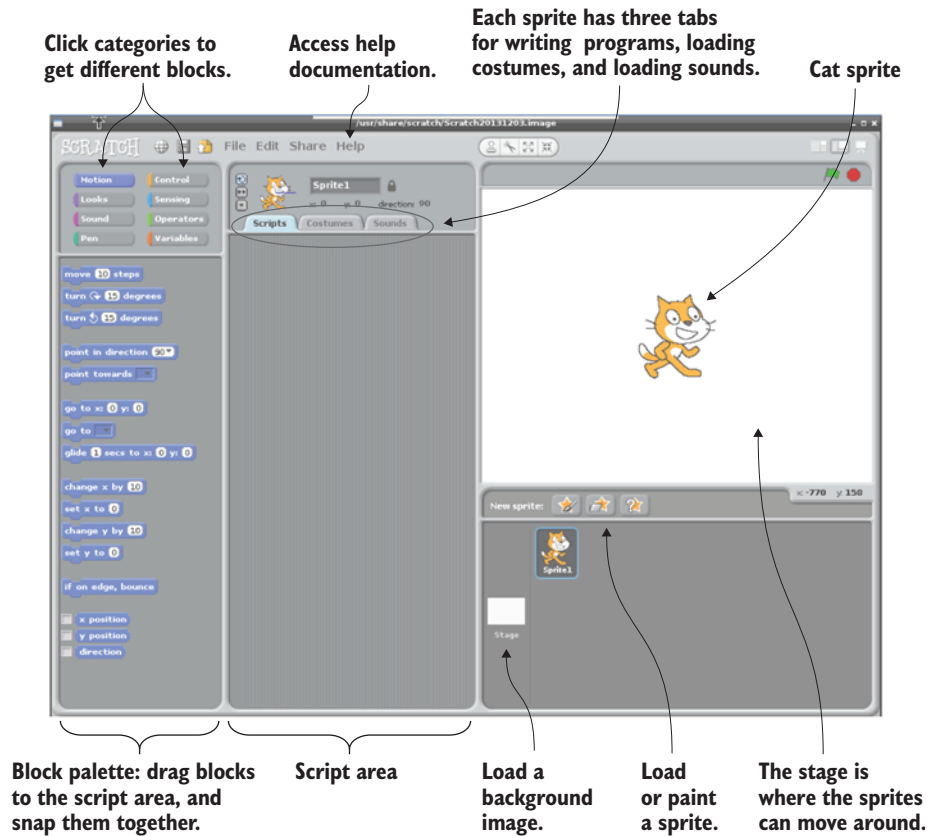 Each sprite has three tabs
for writing programs, loading
costumes, and loading sounds.
Click categories to
get different blocks.
Access help
documentation.
Cat sprite
/usr/share/scratch/Scratch20131203.image
SCRATCH File Edit Share Help
Motion Control
Looks Sensing
Sound Operators
Pen Variables
Sprite1
x: 0 y: 0 direction: 90
Scripts Costumes Sounds
move 10 steps
turn 15 degrees
turn 15 degrees
point in direction 90
point towards
go to x: 0 y: 0
go to
glide 1 secs to x: 0 y: 0
change x by 10
set x to 0
change y by 10
set y to 0
if on edge, bounce
x position
y position
direction
x: -770 y: 158
New sprite:
Sprite1
Stage
Block palette: drag blocks
to the script area, and
snap them together.
Script area
Load a
background
image.
Load
or paint
a sprite.
The stage is
where the sprites
can move around.